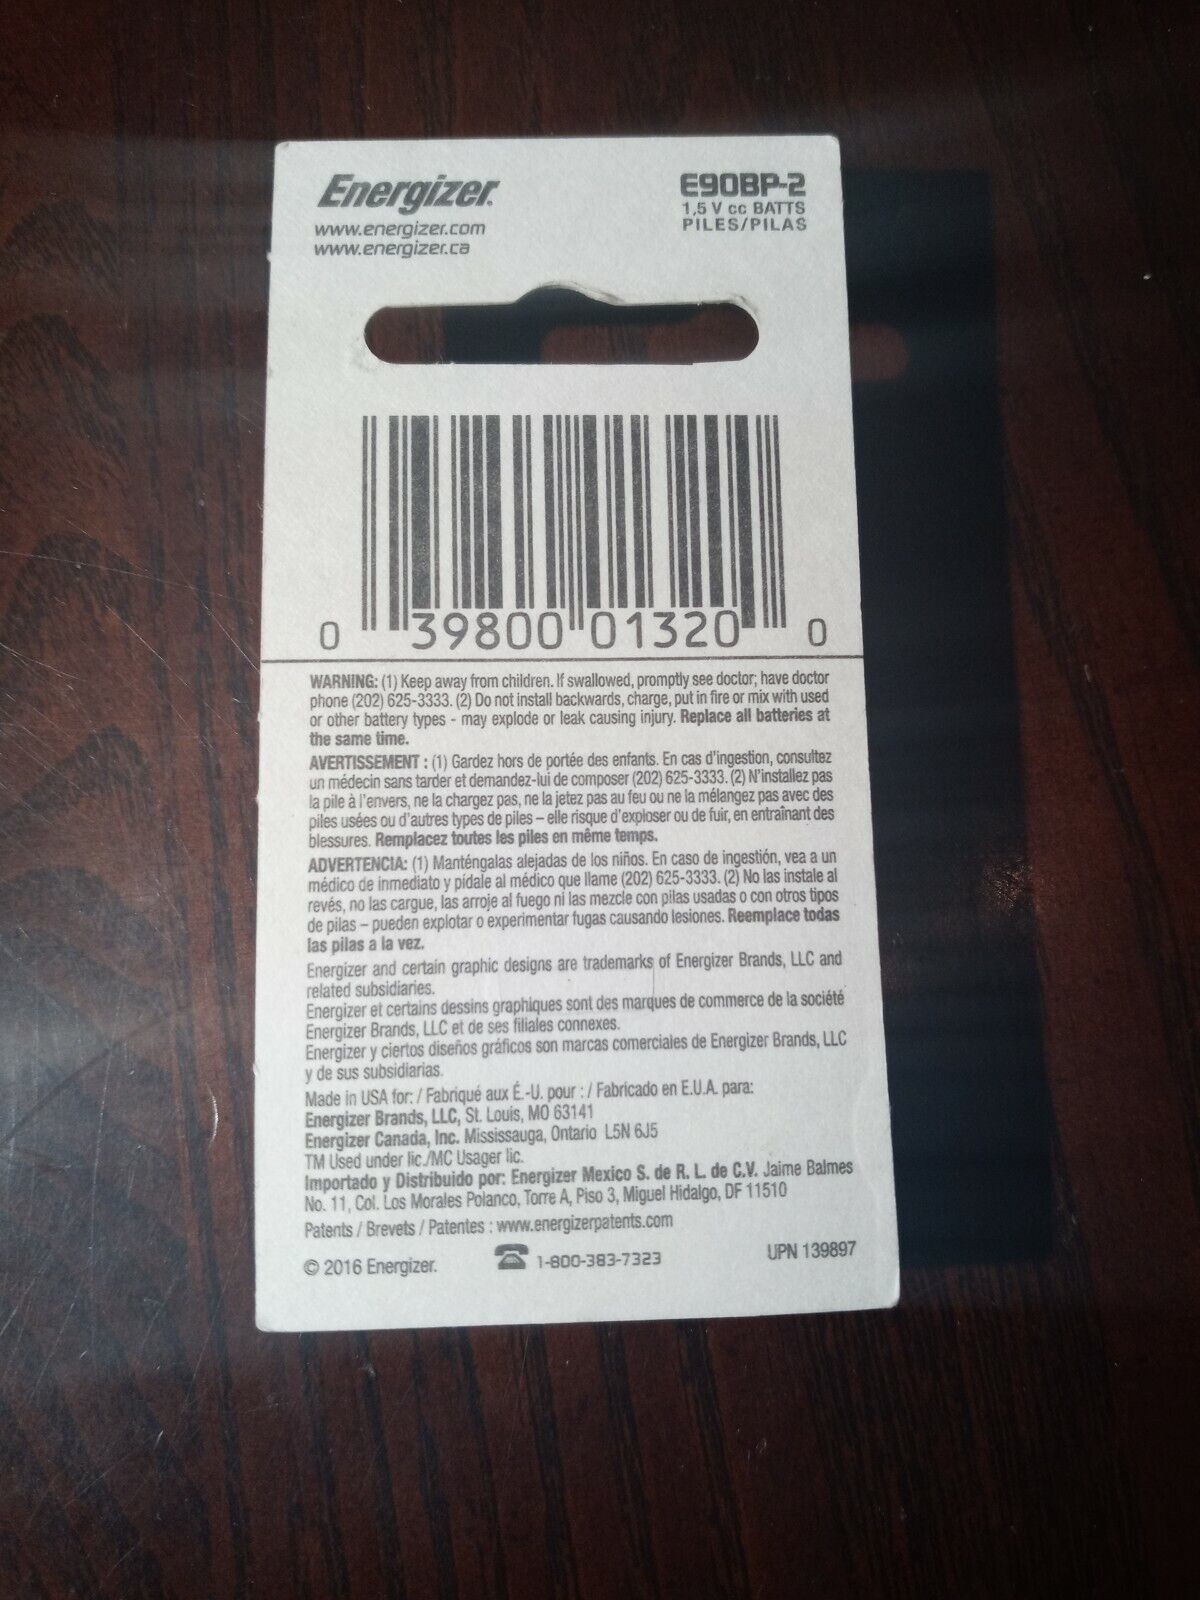 Energizer.
www.energizer.com
www.energizer.ca
E90BP-2
1,5 V cc BATTS
PILES/PILAS
0 39800 01320 0
WARNING: (1) Keep away from children. If swallowed, promptly see doctor; have doctor
phone (202) 625-3333. (2) Do not install backwards, charge, put in fire or mix with used
or other battery types - may explode or leak causing injury. Replace all batteries at
the same time.
AVERTISSEMENT : (1) Gardez hors de portée des enfants. En cas d'ingestion, consultez
un médecin sans tarder et demandez-lui de composer (202) 625-3333. (2) N'installez pas
la pile à l'envers, ne la chargez pas, ne la jetez pas au feu ou ne la mélangez pas avec des
piles usées ou d'autres types de piles – elle risque d'exploser ou de fuir, en entraînant des
blessures. Remplacez toutes les piles en même temps.
ADVERTENCIA: (1) Manténgalas alejadas de los niños. En caso de ingestión, vea a un
médico de inmediato y pídale al médico que llame (202) 625-3333. (2) No las instale al
revés, no las cargue, las arroje al fuego ni las mezcle con pilas usadas o con otros tipos
de pilas – pueden explotar o experimentar fugas causando lesiones. Reemplace todas
las pilas a la vez.
Energizer and certain graphic designs are trademarks of Energizer Brands, LLC and
related subsidiaries.
Energizer et certains dessins graphiques sont des marques de commerce de la société
Energizer Brands, LLC et de ses filiales connexes.
Energizer y ciertos diseños gráficos son marcas comerciales de Energizer Brands, LLC
y de sus subsidiarias.
Made in USA for: / Fabriqué aux É.-U. pour : / Fabricado en E.U.A. para:
Energizer Brands, LLC, St. Louis, MO 63141
Energizer Canada, Inc. Mississauga, Ontario L5N 6J5
TM Used under lic./MC Usager lic.
Importado y Distribuido por: Energizer Mexico S. de R. L. de C.V. Jaime Balmes
No. 11, Col. Los Morales Polanco, Torre A, Piso 3, Miguel Hidalgo, DF 11510
Patents / Brevets / Patentes : www.energizerpatents.com
© 2016 Energizer.
1-800-383-7323
UPN 139897